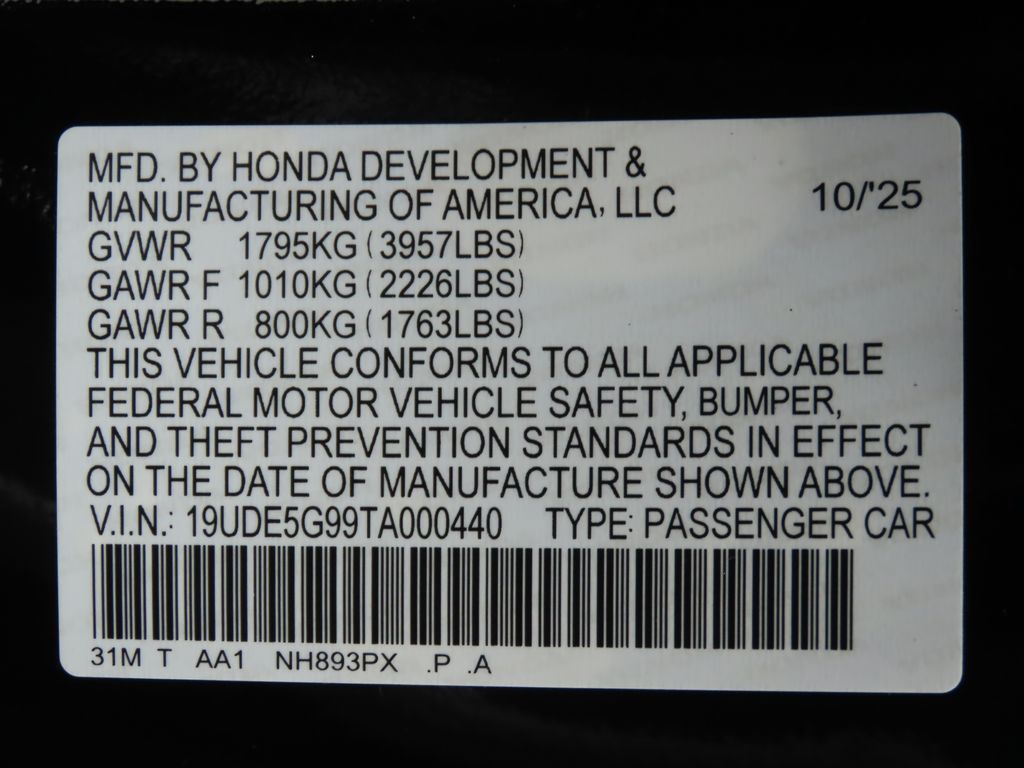 MFD. BY HONDA DEVELOPMENT &
MANUFACTURING OF AMERICA, LLC 10/'25
GVWR 1795KG (3957LBS)
GAWR F 1010KG (2226LBS)
GAWR R 800KG (1763LBS)
THIS VEHICLE CONFORMS TO ALL APPLICABLE
FEDERAL MOTOR VEHICLE SAFETY, BUMPER,
AND THEFT PREVENTION STANDARDS IN EFFECT
ON THE DATE OF MANUFACTURE SHOWN ABOVE.
V.I.N.: 19UDE5G99TA000440 TYPE: PASSENGER CAR
31M T AA1 NH893PX .P .A